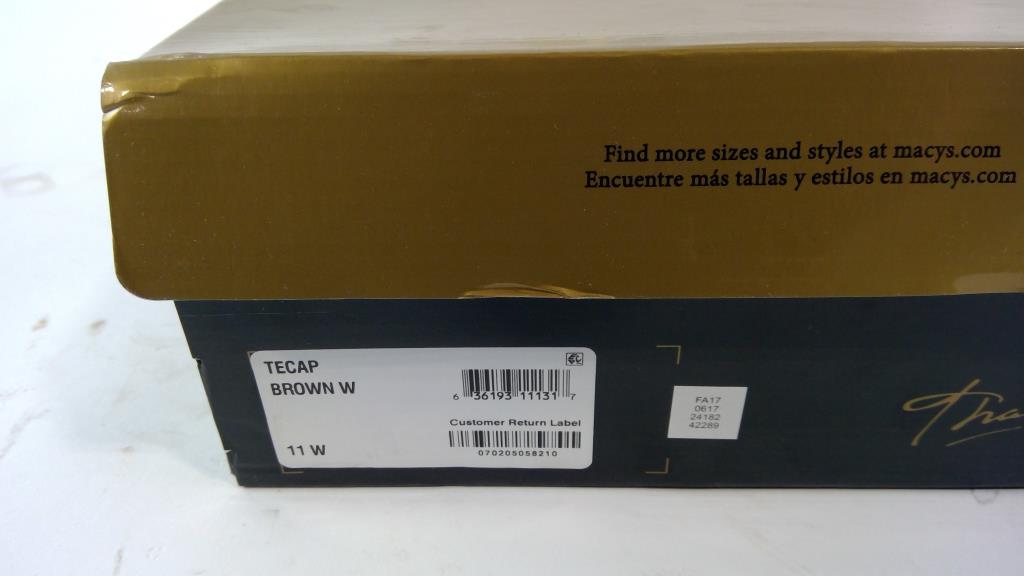 Find more sizes and styles at macys.com
Encuentre más tallas y estilos en macys.com
TECAP
BROWN W
6 36193 11131 7
Customer Return Label
070205058210
11 W
FA17
0617
24182
42289
Tha